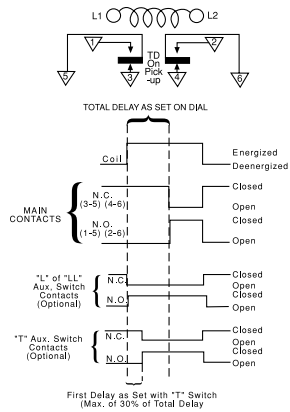 L1 L2
1 2
TD
On
Pick
-up
5 3 4 6
TOTAL DELAY AS SET ON DIAL
Coil
Energized
Deenergized
MAIN
CONTACTS
N.C.
(3-5) (4-6)
Closed
Open
N.O.
(1-5) (2-6)
Closed
Open
"L" of "LL"
Aux. Switch
Contacts
(Optional)
N.C.
Closed
Open
N.O.
Closed
Open
"T" Aux. Switch
Contacts
(Optional)
N.C.
Closed
Open
N.O.
Closed
Open
First Delay as Set with "T" Switch
(Max. of 30% of Total Delay